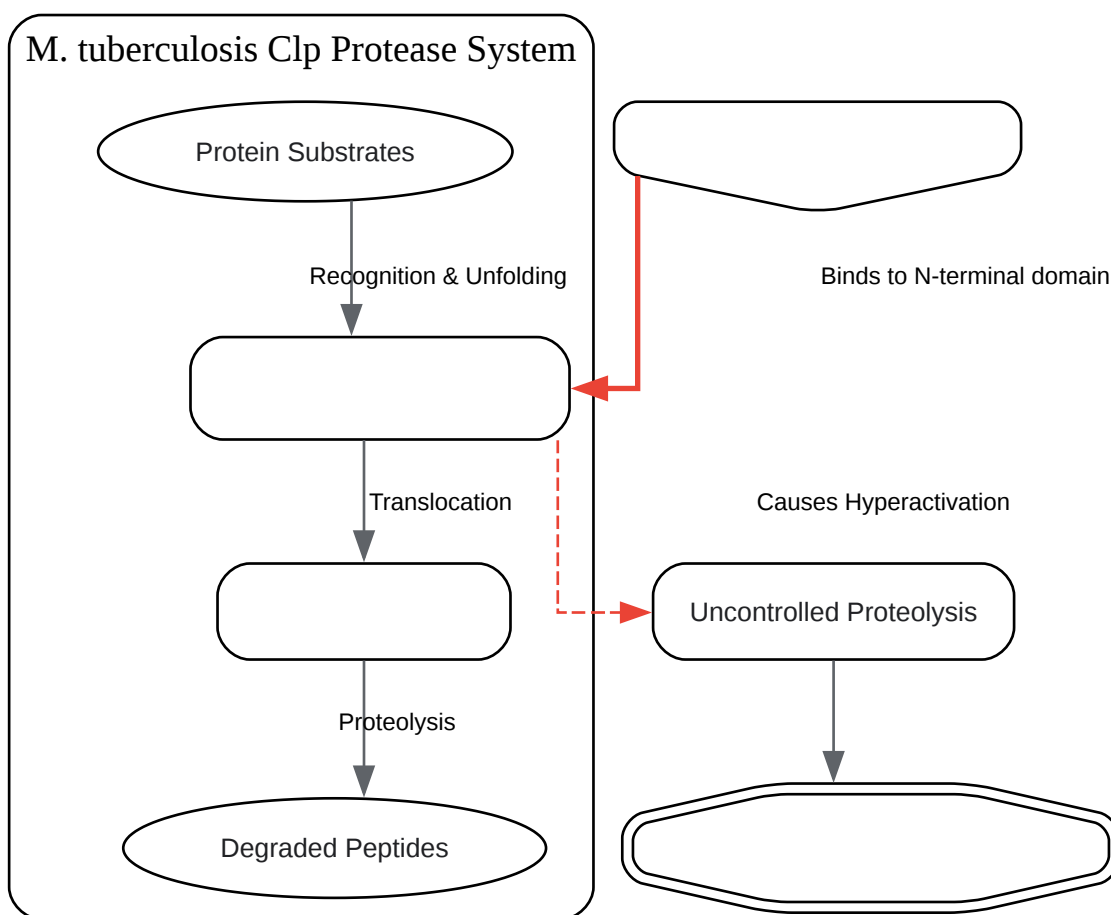 M. tuberculosis Clp Protease System
Protein Substrates
Recognition & Unfolding
Binds to N-terminal domain
Translocation
Causes Hyperactivation
Uncontrolled Proteolysis
Proteolysis
Degraded Peptides